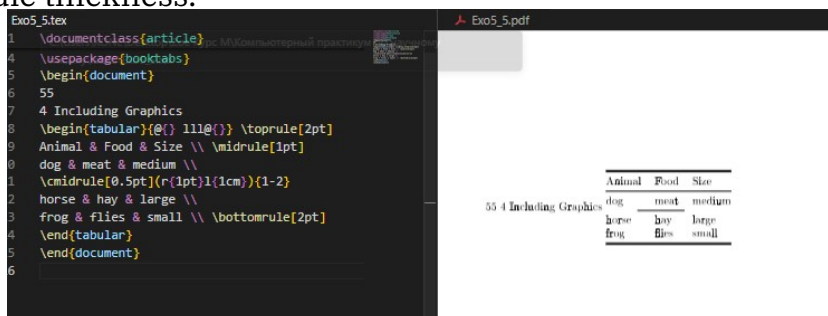 ule thickness.
Exo5_5.tex
1 \documentclass{article}
рс М\Компьютерный практикум
4 \usepackage{booktabs}
5 \begin{document}
6 55
7 4 Including Graphics
8 \begin{tabular}{@{} lll@{}} \toprule[2pt]
9 Animal & Food & Size \\ \midrule[1pt]
0 dog & meat & medium \\
1 \cmidrule[0.5pt](r{1pt}l{1cm}){1-2}
2 horse & hay & large \\
3 frog & flies & small \\ \bottomrule[2pt]
4 \end{tabular}
5 \end{document}
6
Exo5_5.pdf
Animal Food Size
55 4 Including Graphics dog meat medium
horse hay large
frog flies small